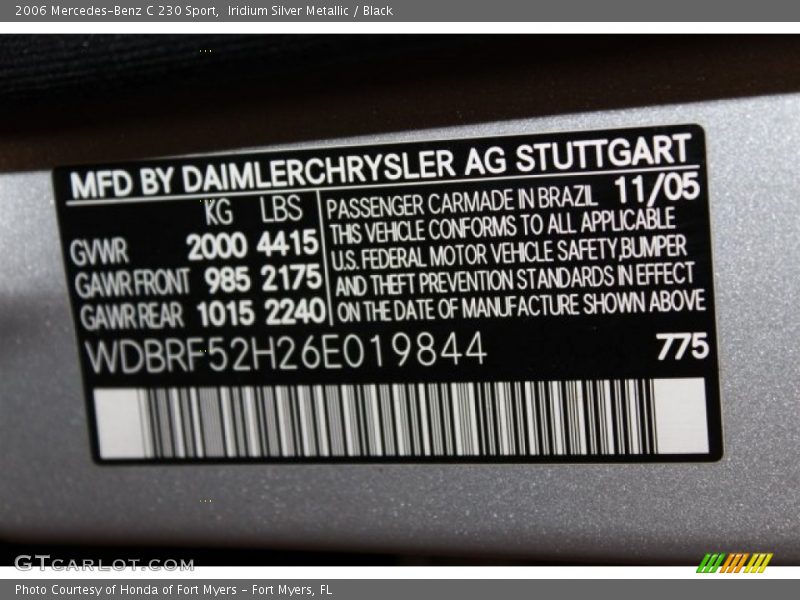 2006 Mercedes-Benz C 230 Sport, Iridium Silver Metallic / Black
MFD BY DAIMLERCHRYSLER AG STUTTGART
KG LBS
GVWR 2000 4415
GAWR FRONT 985 2175
GAWR REAR 1015 2240
PASSENGER CAR MADE IN BRAZIL 11/05
THIS VEHICLE CONFORMS TO ALL APPLICABLE
U.S. FEDERAL MOTOR VEHICLE SAFETY, BUMPER
AND THEFT PREVENTION STANDARDS IN EFFECT
ON THE DATE OF MANUFACTURE SHOWN ABOVE
WDBRF52H26E019844 775
GTCARLOT.COM
Photo Courtesy of Honda of Fort Myers - Fort Myers, FL